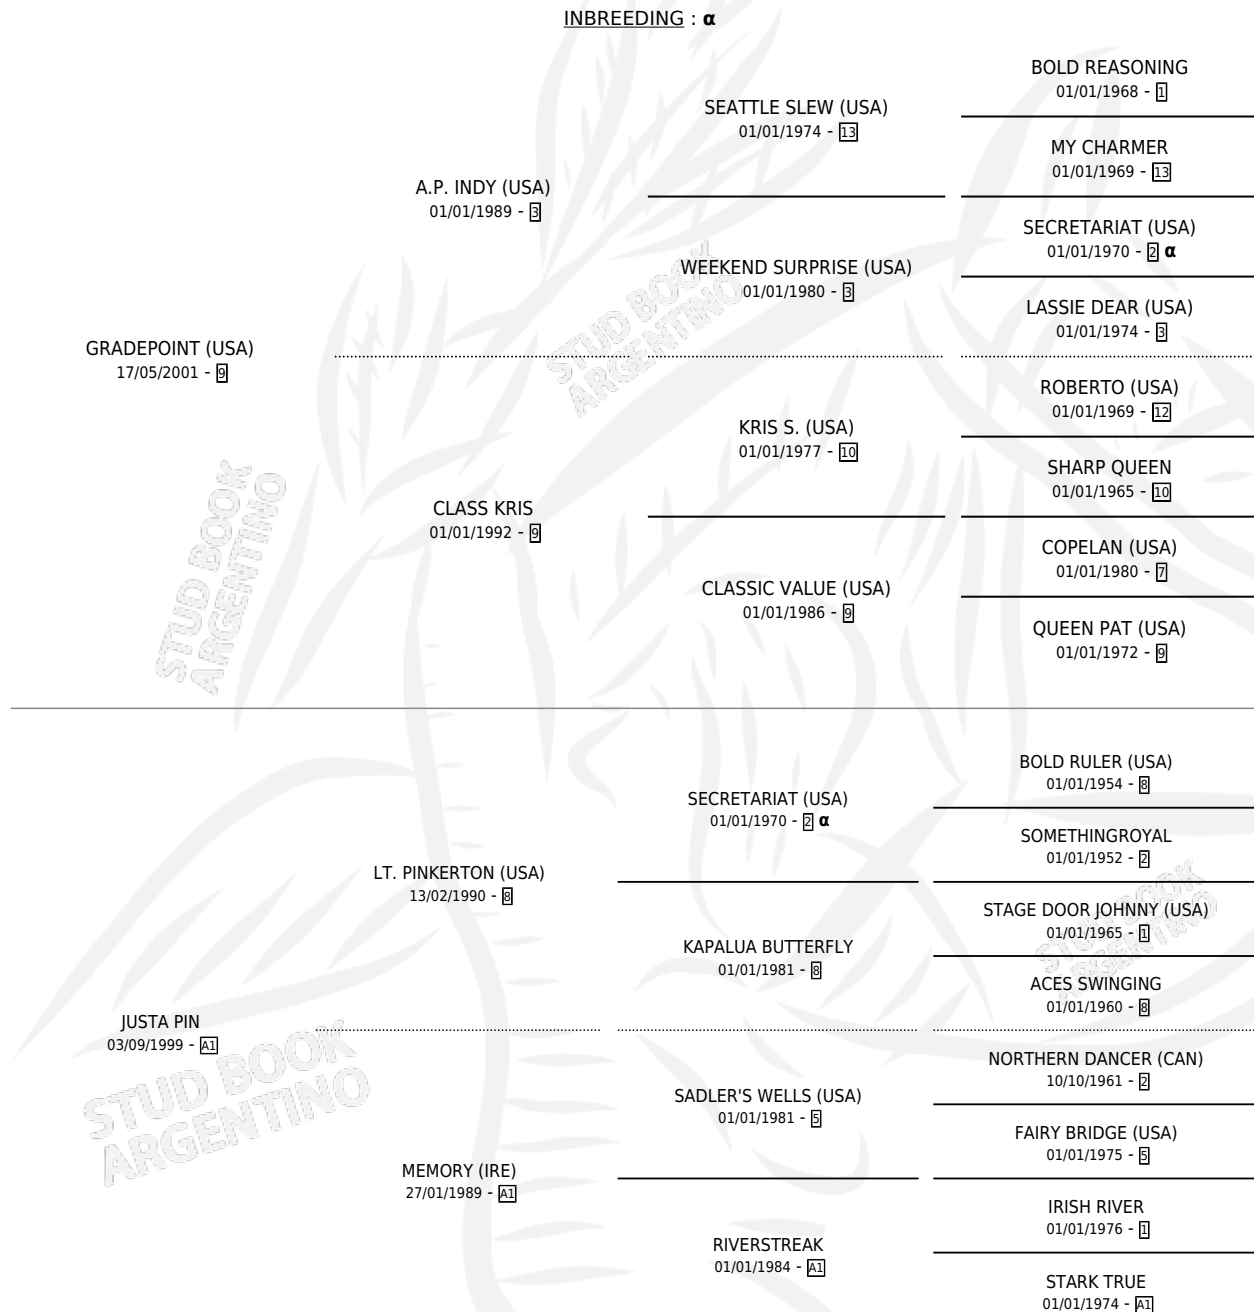 INBREEDING : α
BOLD REASONING
01/01/1968 - 1
SEATTLE SLEW (USA)
01/01/1974 - 13
MY CHARMER
01/01/1969 - 13
A.P. INDY (USA)
01/01/1989 - 3
SECRETARIAT (USA)
01/01/1970 - 2 α
WEEKEND SURPRISE (USA)
01/01/1980 - 3
LASSIE DEAR (USA)
01/01/1974 - 3
GRADEPOINT (USA)
17/05/2001 - 9
ROBERTO (USA)
01/01/1969 - 12
KRIS S. (USA)
01/01/1977 - 10
SHARP QUEEN
01/01/1965 - 10
CLASS KRIS
01/01/1992 - 9
COPELAN (USA)
01/01/1980 - 7
CLASSIC VALUE (USA)
01/01/1986 - 9
QUEEN PAT (USA)
01/01/1972 - 9
BOLD RULER (USA)
01/01/1954 - 8
SECRETARIAT (USA)
01/01/1970 - 2 α
SOMETHINGROYAL
01/01/1952 - 2
LT. PINKERTON (USA)
13/02/1990 - 8
STAGE DOOR JOHNNY (USA)
01/01/1965 - 1
KAPALUA BUTTERFLY
01/01/1981 - 8
ACES SWINGING
01/01/1960 - 8
JUSTA PIN
03/09/1999 - A1
NORTHERN DANCER (CAN)
10/10/1961 - 2
SADLER'S WELLS (USA)
01/01/1981 - 5
FAIRY BRIDGE (USA)
01/01/1975 - 5
MEMORY (IRE)
27/01/1989 - A1
IRISH RIVER
01/01/1976 - 1
RIVERSTREAK
01/01/1984 - A1
STARK TRUE
01/01/1974 - A1
STUD BOOK
ARGENTINO
STUD BOOK
ARGENTINO
STUD BOOK
ARGENTINO
STUD BOOK
ARGENTINO